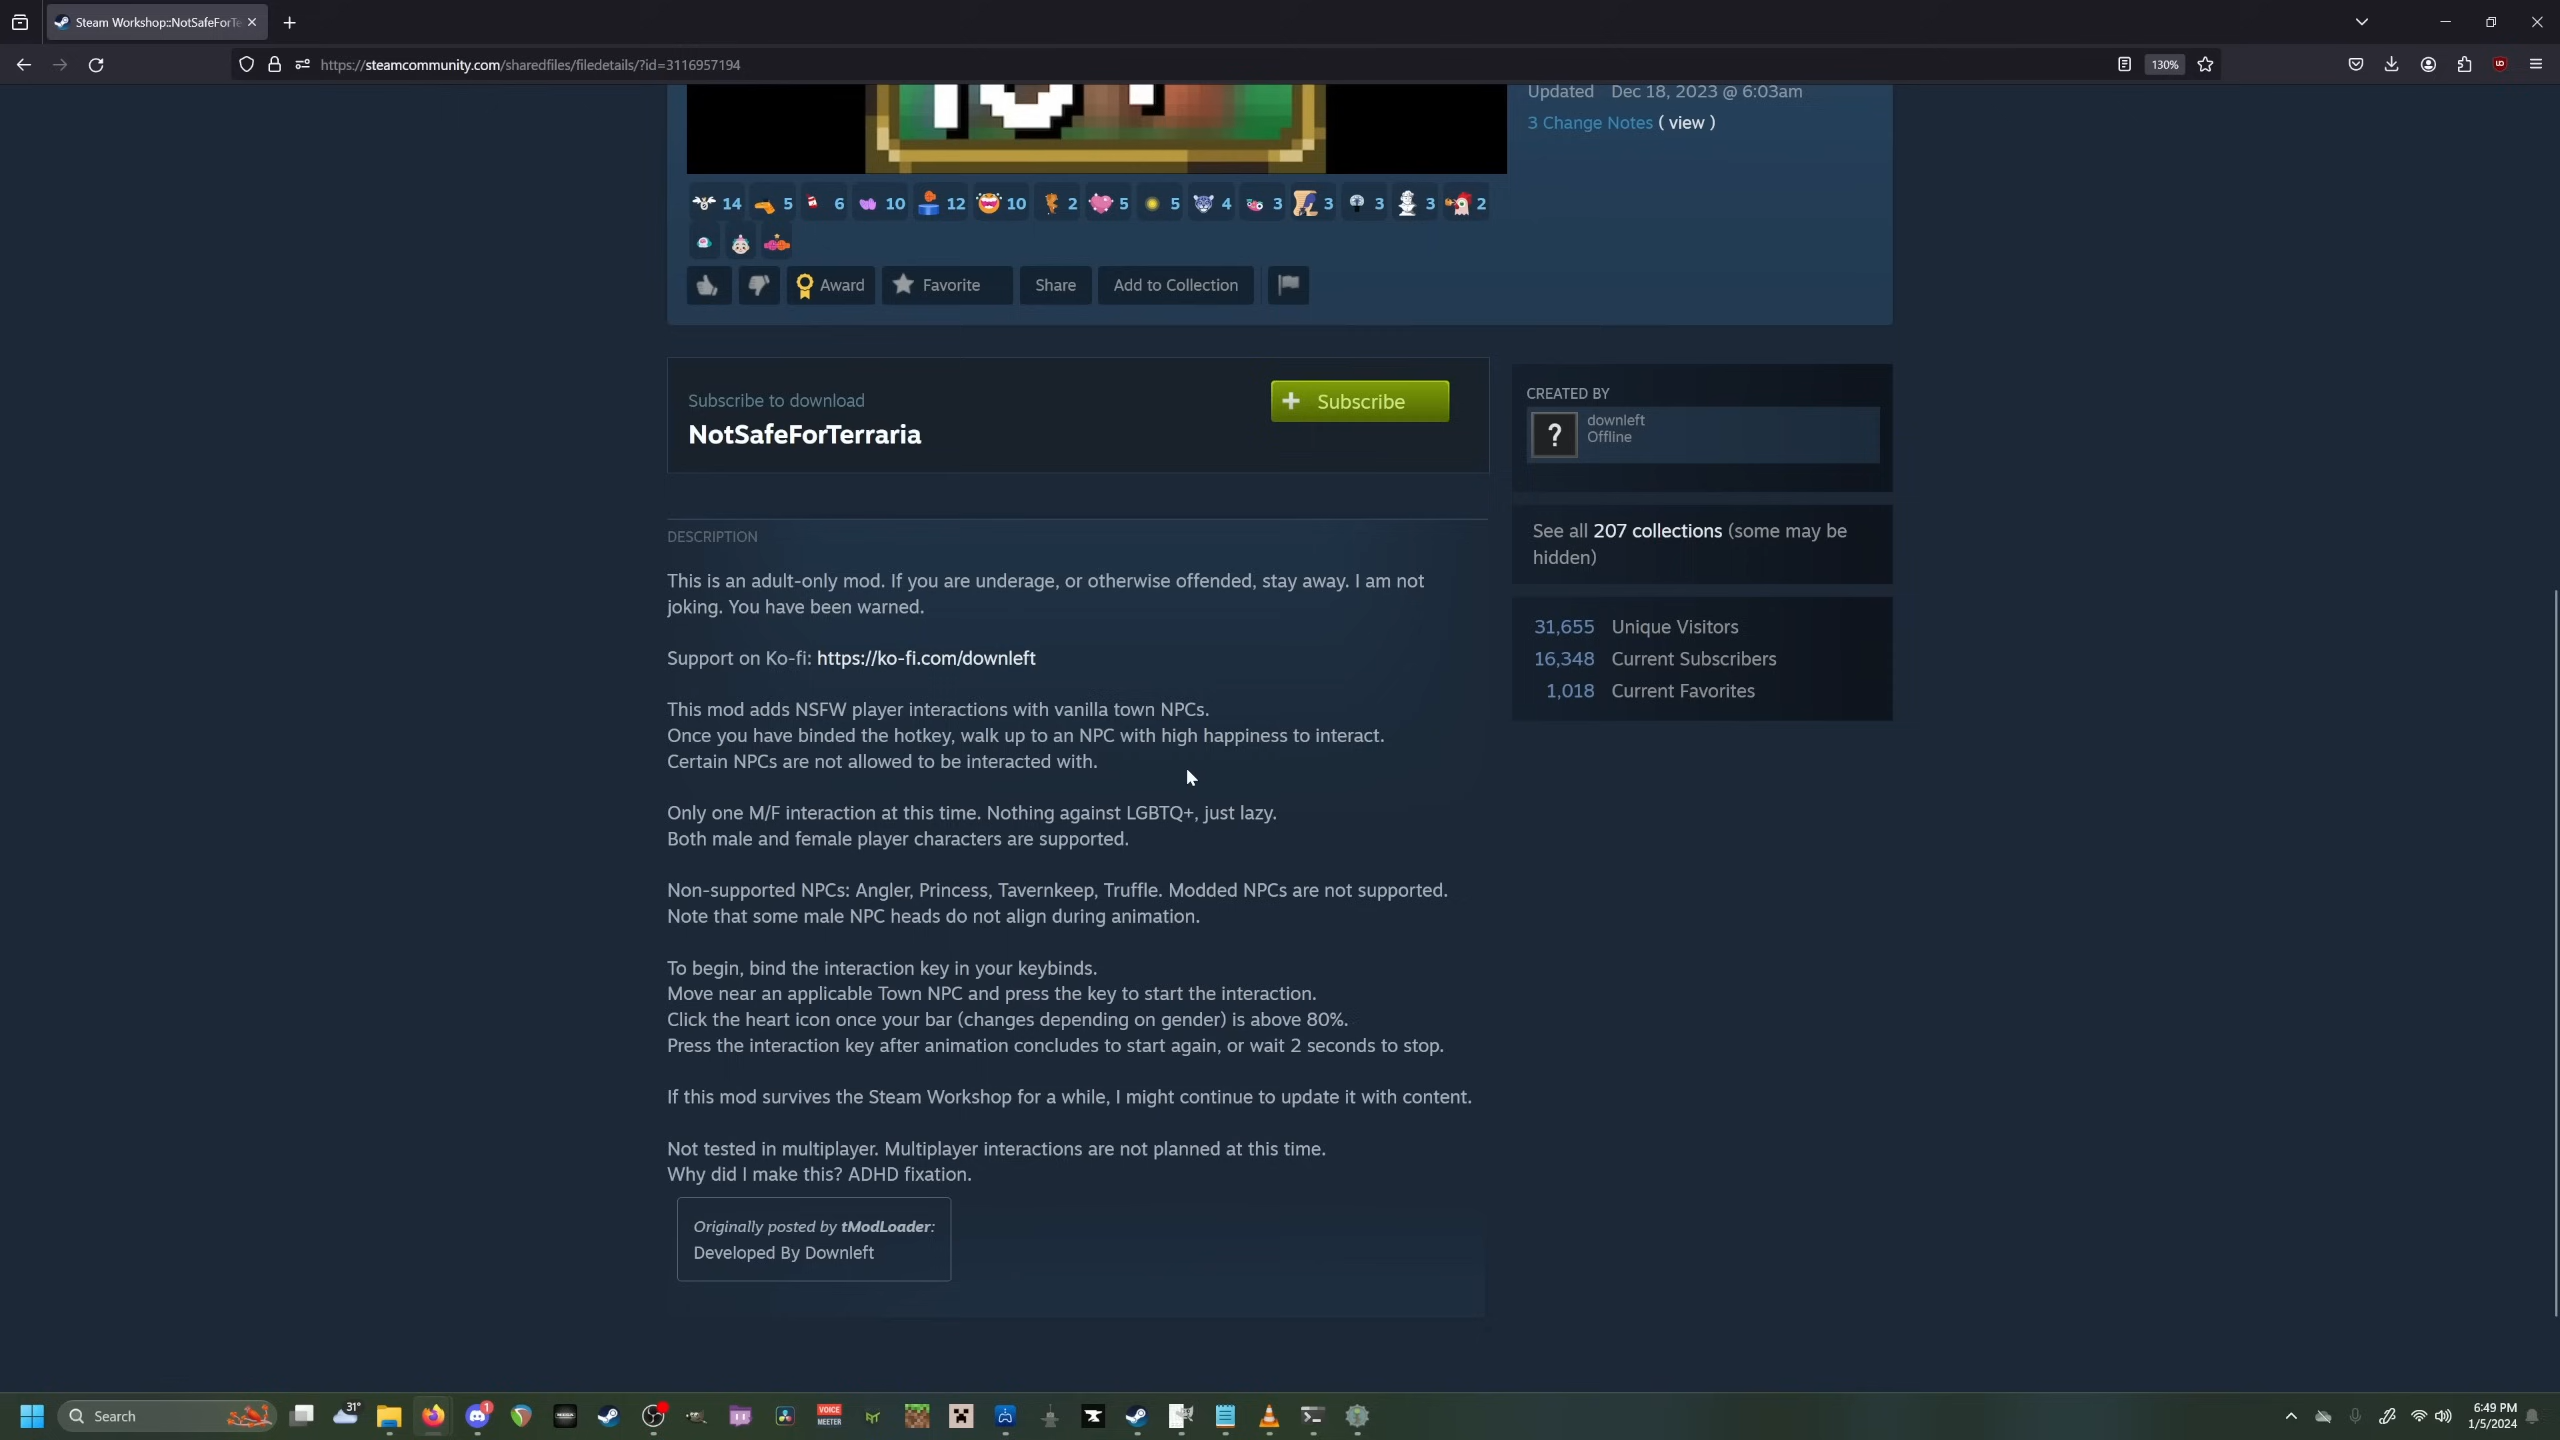 Steam Workshop::NotSafeForTe
https://steamcommunity.com/sharedfiles/filedetails/?id=3116957194
130%
Updated Dec 18, 2023 @ 6:03am
3 Change Notes ( view )
14 5 6 10 12 10 2 5 5 4 3 3 3 3 2
Award Favorite Share Add to Collection
Subscribe to download
NotSafeForTerraria
+ Subscribe
CREATED BY
downleft
Offline
See all 207 collections (some may be
hidden)
31,655 Unique Visitors
16,348 Current Subscribers
1,018 Current Favorites
DESCRIPTION
This is an adult-only mod. If you are underage, or otherwise offended, stay away. I am not
joking. You have been warned.
Support on Ko-fi: https://ko-fi.com/downleft
This mod adds NSFW player interactions with vanilla town NPCs.
Once you have binded the hotkey, walk up to an NPC with high happiness to interact.
Certain NPCs are not allowed to be interacted with.
Only one M/F interaction at this time. Nothing against LGBTQ+, just lazy.
Both male and female player characters are supported.
Non-supported NPCs: Angler, Princess, Tavernkeep, Truffle. Modded NPCs are not supported.
Note that some male NPC heads do not align during animation.
To begin, bind the interaction key in your keybinds.
Move near an applicable Town NPC and press the key to start the interaction.
Click the heart icon once your bar (changes depending on gender) is above 80%.
Press the interaction key after animation concludes to start again, or wait 2 seconds to stop.
If this mod survives the Steam Workshop for a while, I might continue to update it with content.
Not tested in multiplayer. Multiplayer interactions are not planned at this time.
Why did I make this? ADHD fixation.
Originally posted by tModLoader:
Developed By Downleft
Search
31°
1
VOICE
MEETER
6:49 PM
1/5/2024